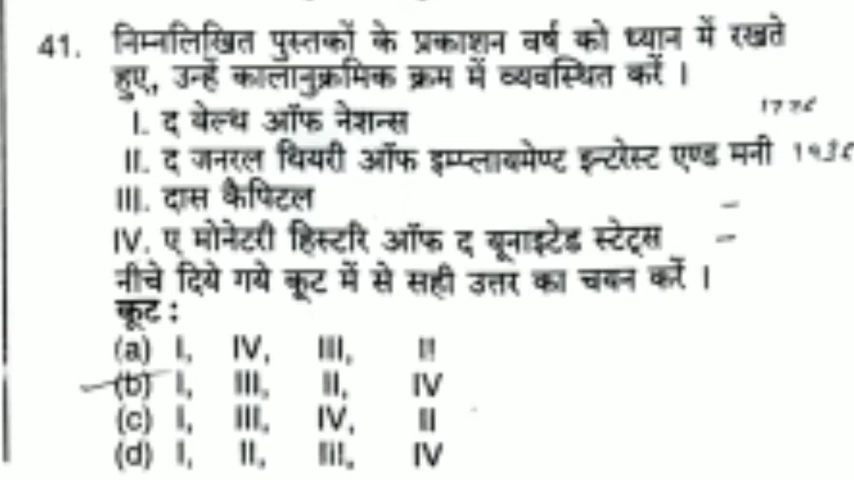 41. निम्नलिखित पुस्तकों के प्रकाशन वर्ष को ध्यान में रखते
हुए, उन्हें कालानुक्रमिक क्रम में व्यवस्थित करें ।
I. द वेल्थ ऑफ नेशन्स 1776
II. द जनरल थियरी ऑफ इम्प्लायमेण्ट इन्टरेस्ट एण्ड मनी 1936
III. दास कैपिटल –
IV. ए मोनेटरी हिस्टरि ऑफ द यूनाइटेड स्टेट्स –
नीचे दिये गये कूट में से सही उत्तर का चयन करें ।
कूट :
(a) I, IV, III, II
(b) I, III, II, IV
(c) I, III, IV, II
(d) I, II, III, IV